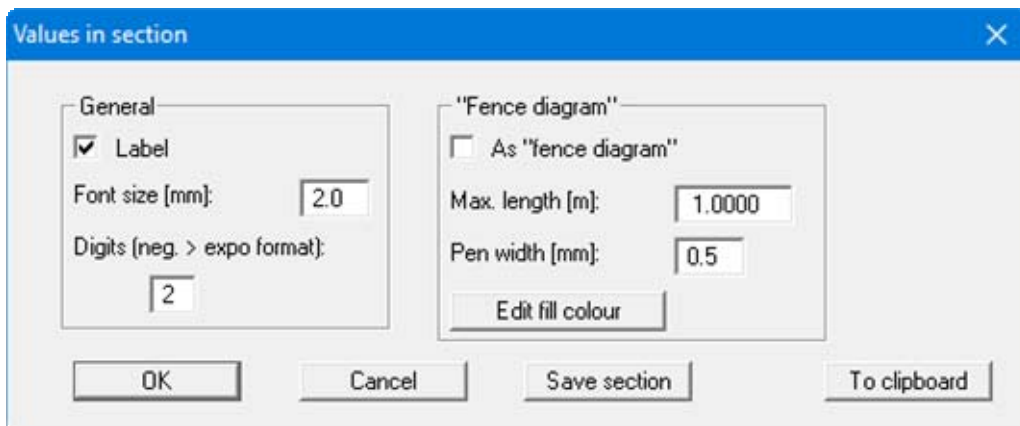 Values in section
General
Label
Font size [mm]: 2.0
Digits (neg. > expo format):
2
"Fence diagram"
As "fence diagram"
Max. length [m]: 1.0000
Pen width [mm]: 0.5
Edit fill colour
OK Cancel Save section To clipboard